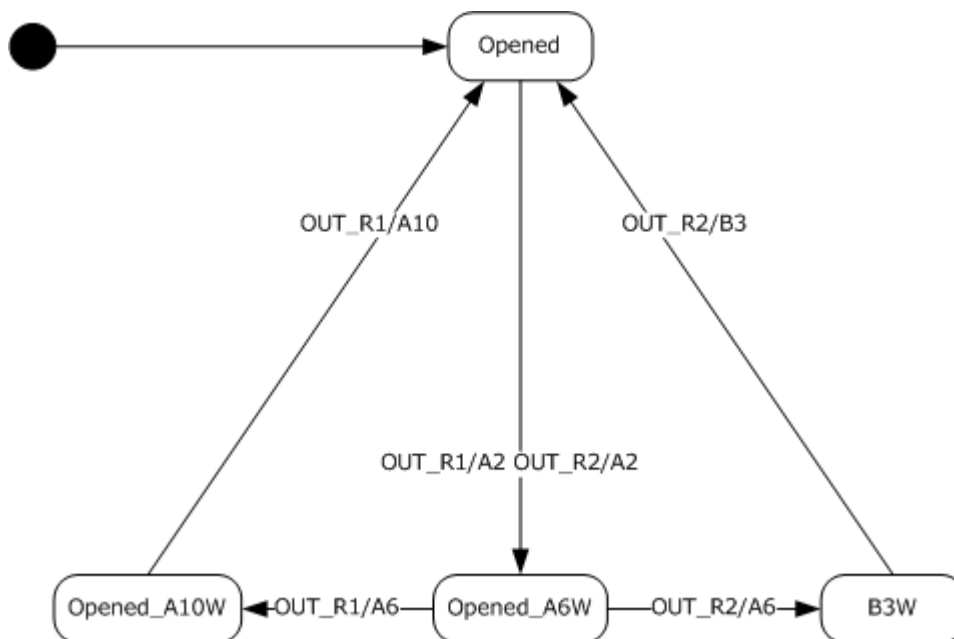 Opened
OUT_R1/A10
OUT_R2/B3
OUT_R1/A2 OUT_R2/A2
Opened_A10W
OUT_R1/A6
Opened_A6W
OUT_R2/A6
B3W